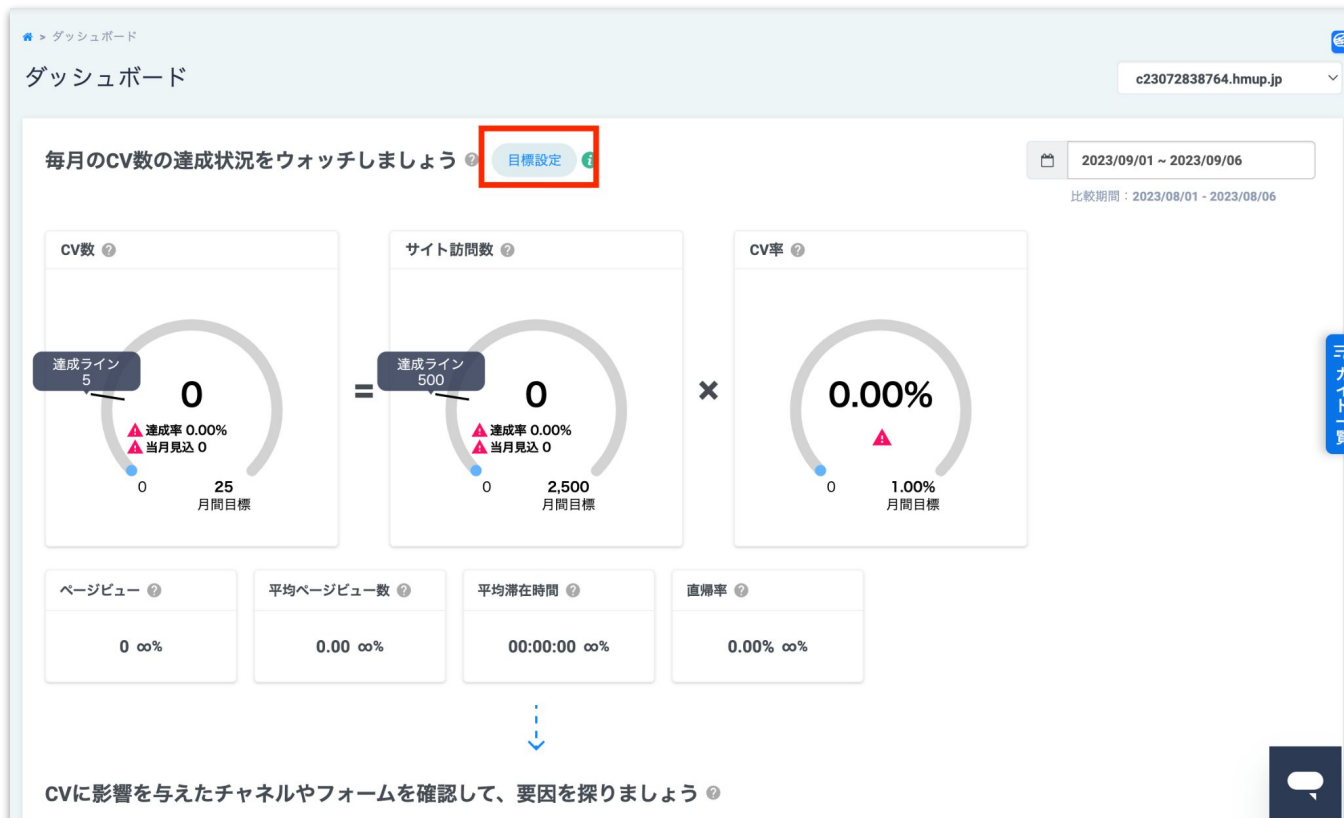 > ダッシュボード
ダッシュボード
c23072838764.hmup.jp
毎月のCV数の達成状況をウォッチしましょう ? 目標設定 i
2023/09/01 ~ 2023/09/06
比較期間：2023/08/01 - 2023/08/06
CV数 ?
達成ライン
5
0
達成率 0.00%
当月見込 0
0
25
月間目標
=
サイト訪問数 ?
達成ライン
500
0
達成率 0.00%
当月見込 0
0
2,500
月間目標
×
CV率 ?
0.00%
0
1.00%
月間目標
ガイド一覧
ページビュー ?
0 ∞%
平均ページビュー数 ?
0.00 ∞%
平均滞在時間 ?
00:00:00 ∞%
直帰率 ?
0.00% ∞%
CVに影響を与えたチャネルやフォームを確認して、要因を探りましょう ?